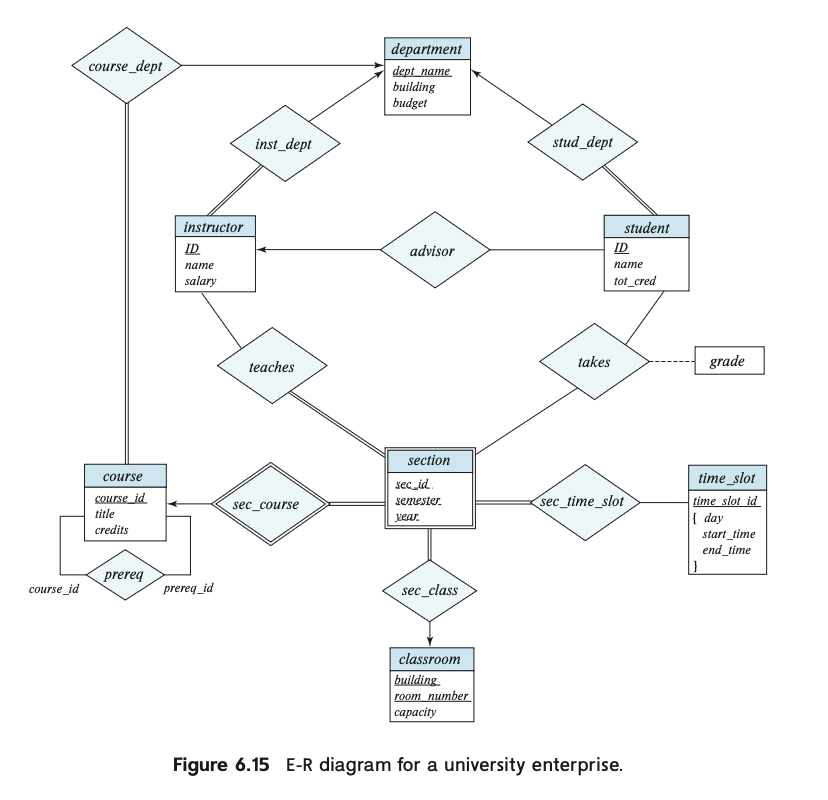 course_dept
department
dept_name
building
budget
inst_dept
stud_dept
instructor
ID
name
salary
advisor
student
ID
name
tot_cred
teaches
takes
grade
course
course_id
title
credits
sec_course
section
sec_id
semester
year
sec_time_slot
time_slot
time_slot_id
{ day
start_time
end_time
}
course_id
prereq
prereq_id
sec_class
classroom
building
room_number
capacity
Figure 6.15 E-R diagram for a university enterprise.